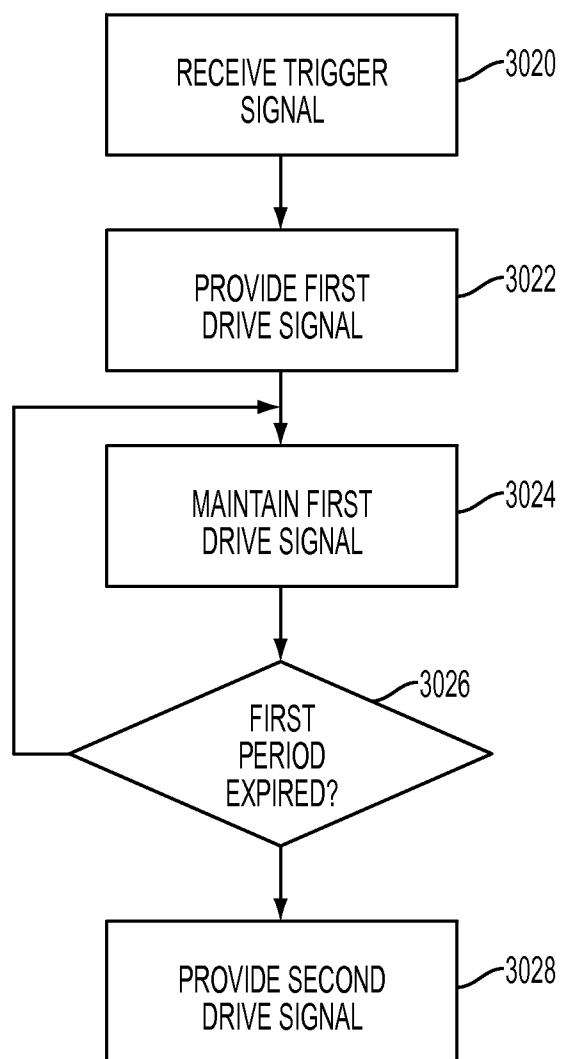 RECEIVE TRIGGER
SIGNAL
3020
PROVIDE FIRST
DRIVE SIGNAL
3022
MAINTAIN FIRST
DRIVE SIGNAL
3024
FIRST
PERIOD
EXPIRED?
3026
PROVIDE SECOND
DRIVE SIGNAL
3028